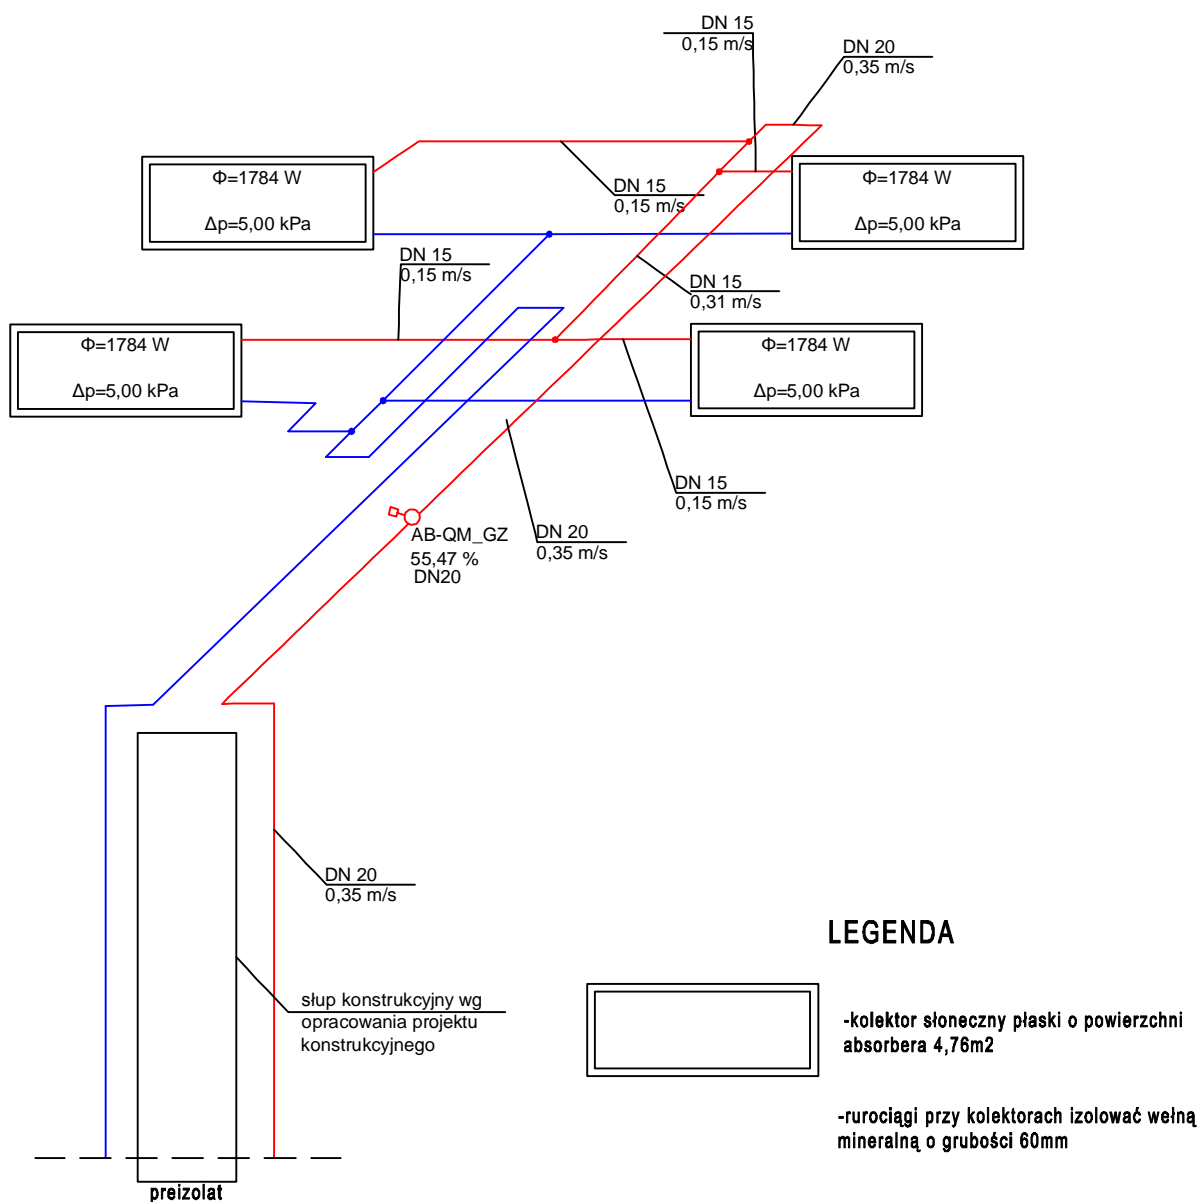 DN 15
0,15 m/s
DN 20
0,35 m/s
Φ=1784 W
Δp=5,00 kPa
DN 15
0,15 m/s
Φ=1784 W
Δp=5,00 kPa
DN 15
0,15 m/s
DN 15
0,31 m/s
Φ=1784 W
Δp=5,00 kPa
Φ=1784 W
Δp=5,00 kPa
DN 15
0,15 m/s
AB-QM_GZ
55,47 %
DN20
DN 20
0,35 m/s
DN 20
0,35 m/s
słup konstrukcyjny wg
opracowania projektu
konstrukcyjnego
preizolat
LEGENDA
-kolektor słoneczny płaski o powierzchni
absorbera 4,76m2
-rurociągi przy kolektorach izolować wełną
mineralną o grubości 60mm